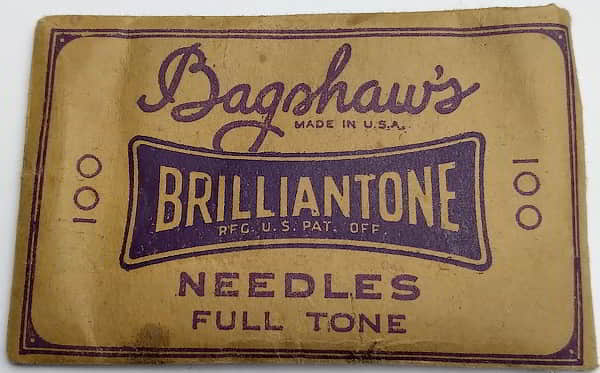 Bagshaw's
MADE IN U.S.A.
100
BRILLIANTONE
REG. U.S. PAT. OFF.
100
NEEDLES
FULL TONE